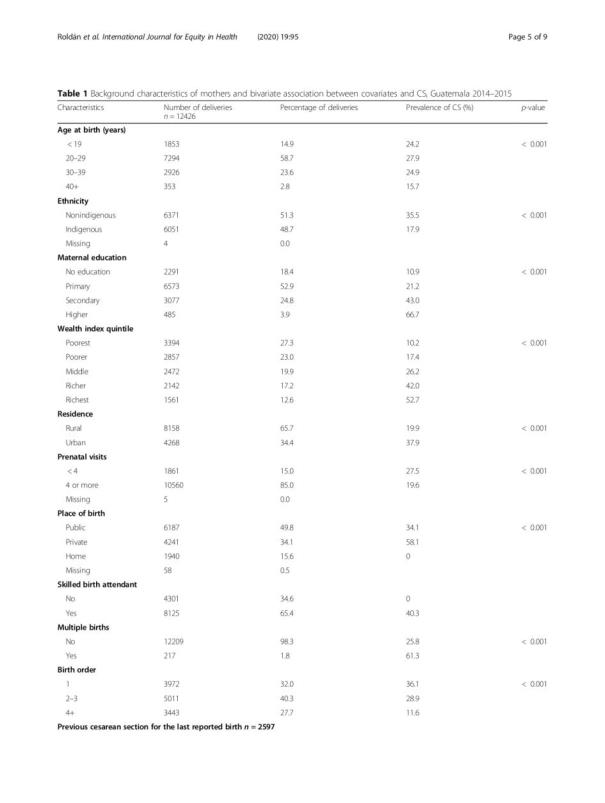 Roldán et al. International Journal for Equity in Health (2020) 19:95 Page 5 of 9
Table 1 Background characteristics of mothers and bivariate association between covariates and CS, Guatemala 2014–2015
Characteristics Number of deliveries Percentage of deliveries Prevalence of CS (%) p-value
n = 12426
Age at birth (years)
< 19 1853 14.9 24.2 < 0.001
20–29 7294 58.7 27.9
30–39 2926 23.6 24.9
40+ 353 2.8 15.7
Ethnicity
Nonindigenous 6371 51.3 35.5 < 0.001
Indigenous 6051 48.7 17.9
Missing 4 0.0
Maternal education
No education 2291 18.4 10.9 < 0.001
Primary 6573 52.9 21.2
Secondary 3077 24.8 43.0
Higher 485 3.9 66.7
Wealth index quintile
Poorest 3394 27.3 10.2 < 0.001
Poorer 2857 23.0 17.4
Middle 2472 19.9 26.2
Richer 2142 17.2 42.0
Richest 1561 12.6 52.7
Residence
Rural 8158 65.7 19.9 < 0.001
Urban 4268 34.4 37.9
Prenatal visits
< 4 1861 15.0 27.5 < 0.001
4 or more 10560 85.0 19.6
Missing 5 0.0
Place of birth
Public 6187 49.8 34.1 < 0.001
Private 4241 34.1 58.1
Home 1940 15.6 0
Missing 58 0.5
Skilled birth attendant
No 4301 34.6 0
Yes 8125 65.4 40.3
Multiple births
No 12209 98.3 25.8 < 0.001
Yes 217 1.8 61.3
Birth order
1 3972 32.0 36.1 < 0.001
2–3 5011 40.3 28.9
4+ 3443 27.7 11.6
Previous cesarean section for the last reported birth n = 2597